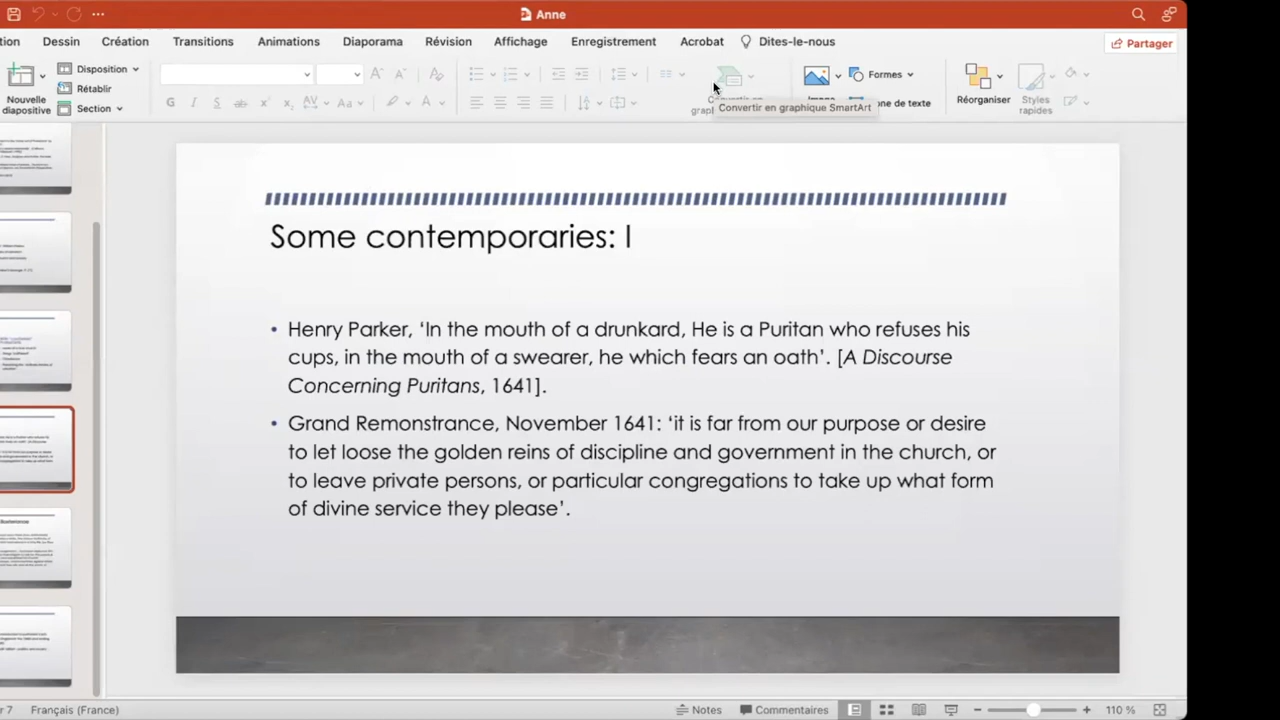 Anne
Dessin Création Transitions Animations Diaporama Révision Affichage Enregistrement Acrobat Dites-le-nous
Partager
Nouvelle diapositive
Disposition
Rétablir
Section
Convertir en graphique SmartArt
Formes
Réorganiser
Styles rapides
Some contemporaries: I
• Henry Parker, ‘In the mouth of a drunkard, He is a Puritan who refuses his
cups, in the mouth of a swearer, he which fears an oath’. [A Discourse
Concerning Puritans, 1641].
• Grand Remonstrance, November 1641: ‘it is far from our purpose or desire
to let loose the golden reins of discipline and government in the church, or
to leave private persons, or particular congregations to take up what form
of divine service they please’.
Français (France) Notes Commentaires 110 %